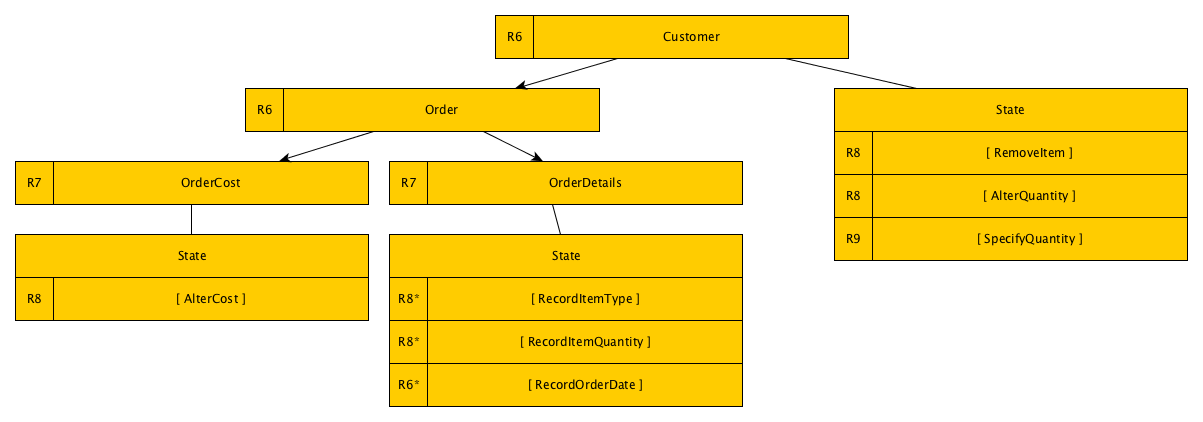 R6 Customer
R6 Order
State
R8 [ RemoveItem ]
R8 [ AlterQuantity ]
R9 [ SpecifyQuantity ]
R7 OrderCost
R7 OrderDetails
State
R8 [ AlterCost ]
State
R8* [ RecordItemType ]
R8* [ RecordItemQuantity ]
R6* [ RecordOrderDate ]